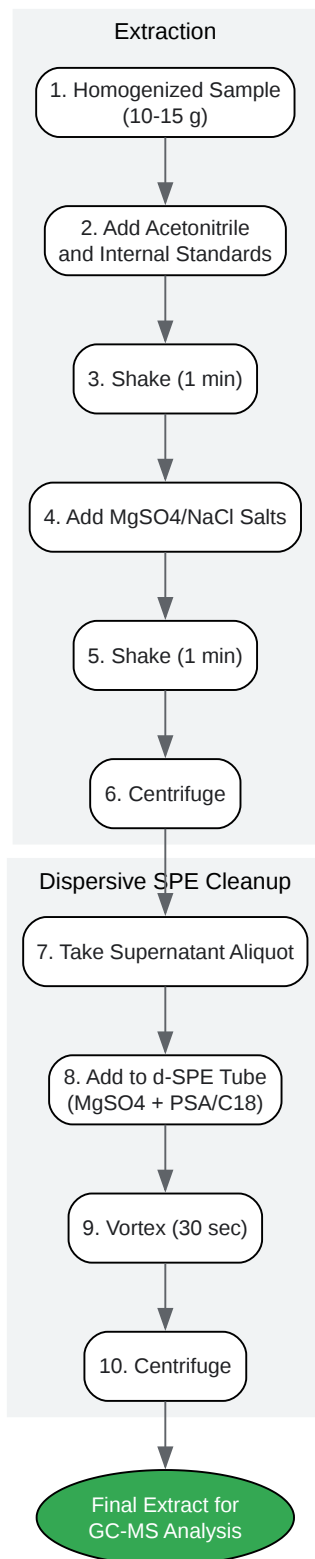 Extraction
1. Homogenized Sample
(10-15 g)
2. Add Acetonitrile
and Internal Standards
3. Shake (1 min)
4. Add MgSO4/NaCl Salts
5. Shake (1 min)
6. Centrifuge
Dispersive SPE Cleanup
7. Take Supernatant Aliquot
8. Add to d-SPE Tube
(MgSO4 + PSA/C18)
9. Vortex (30 sec)
10. Centrifuge
Final Extract for
GC-MS Analysis